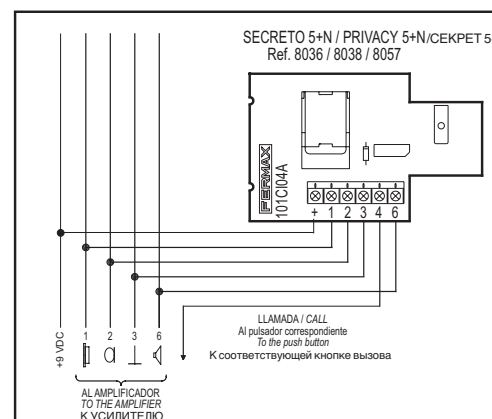 SECRETO 5+N / PRIVACY 5+N/СЕКРЕТ 5
Ref. 8036 / 8038 / 8057
FERMAX
101CI04A
+ 1 2 3 4 6
LLAMADA / CALL
Al pulsador correspondiente
To the push button
К соответствующей кнопке вызова
+9 VDC
1 2 3 6
AL AMPLIFICADOR
TO THE AMPLIFIER
К УСИЛИТЕЛЮ